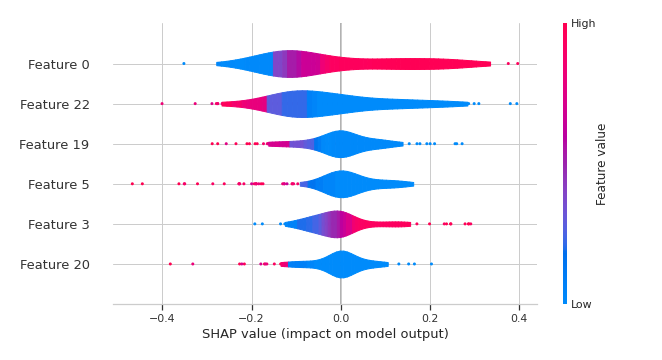 High
Feature 0
Feature 22
Feature 19
Feature 5
Feature 3
Feature 20
Feature value
Low
−0.4 −0.2 0.0 0.2 0.4
SHAP value (impact on model output)